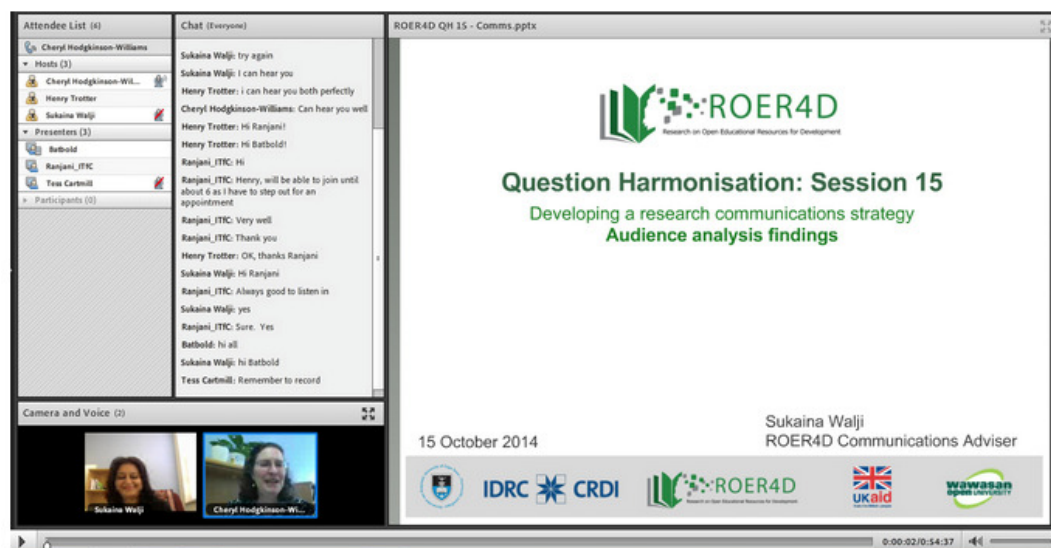 Attendee List (6)
Cheryl Hodgkinson-Williams
Hosts (3)
Cheryl Hodgkinson-Wil...
Henry Trotter
Sukaina Walji
Presenters (3)
Batbold
Ranjani_ITfC
Tess Cartmill
Participants (0)
Chat (Everyone)
Sukaina Walji: try again
Sukaina Walji: I can hear you
Henry Trotter: i can hear you both perfectly
Cheryl Hodgkinson-Williams: Can hear you well
Henry Trotter: Hi Ranjani!
Henry Trotter: Hi Batbold!
Ranjani_ITfC: Hi
Ranjani_ITfC: Henry, will be able to join until
about 6 as I have to step out for an
appointment
Ranjani_ITfC: Very well
Ranjani_ITfC: Thank you
Henry Trotter: OK, thanks Ranjani
Sukaina Walji: Hi Ranjani
Ranjani_ITfC: Always good to listen in
Sukaina Walji: yes
Ranjani_ITfC: Sure. Yes
Batbold: hi all
Sukaina Walji: hi Batbold
Tess Cartmill: Remember to record
Camera and Voice (2)
Sukaina Walji
Cheryl Hodgkinson-Wi...
ROER4D QH 15 - Comms.pptx
ROER4D
Research on Open Educational Resources for Development
Question Harmonisation: Session 15
Developing a research communications strategy
Audience analysis findings
Sukaina Walji
15 October 2014
ROER4D Communications Adviser
IDRC CRDI
ROER4D
Research on Open Educational Resources for Development
UKaid
wawasan
open UNIVERSITY
0:00:02/0:54:37